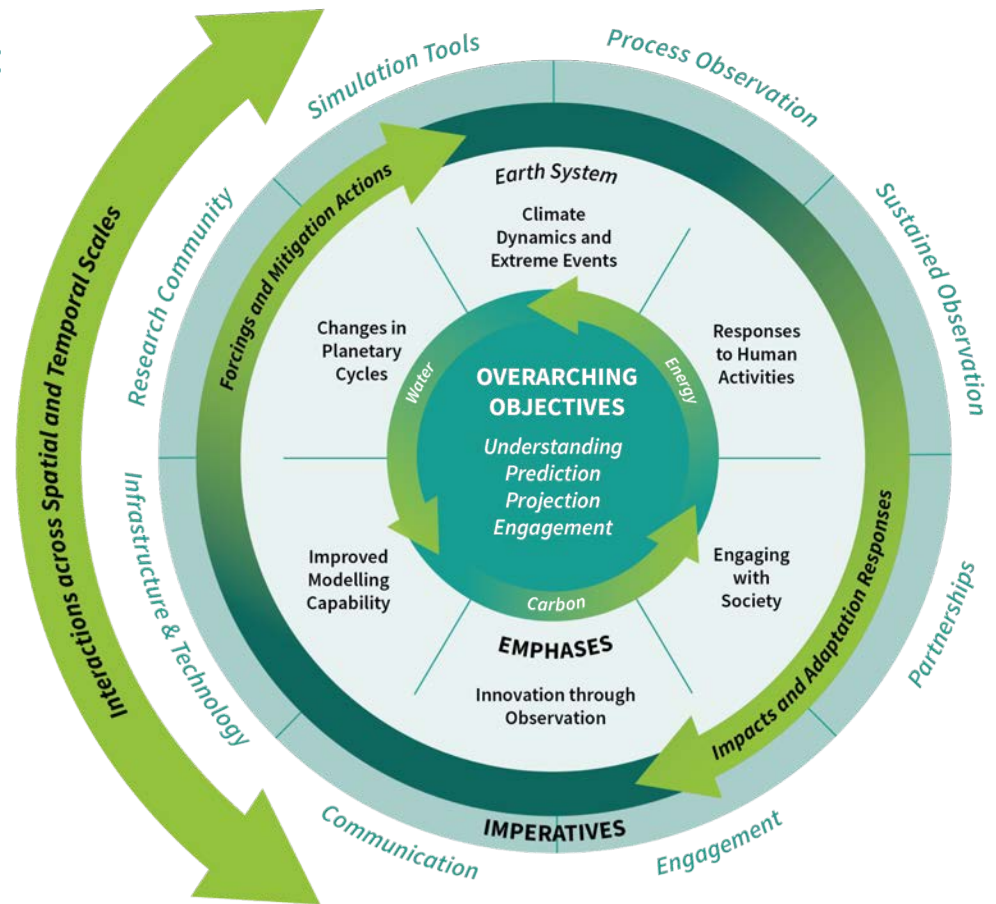 Simulation Tools
Process Observation
Sustained Observation
Partnerships
Engagement
Communication
Infrastructure & Technology
Research Community
Interactions across Spatial and Temporal Scales
Forcings and Mitigation Actions
Impacts and Adaptation Responses
Earth System
Climate
Dynamics and
Extreme Events
Responses
to Human
Activities
Engaging
with
Society
Innovation through
Observation
Improved
Modelling
Capability
Changes in
Planetary
Cycles
Water
Energy
Carbon
OVERARCHING
OBJECTIVES
Understanding
Prediction
Projection
Engagement
EMPHASES
IMPERATIVES